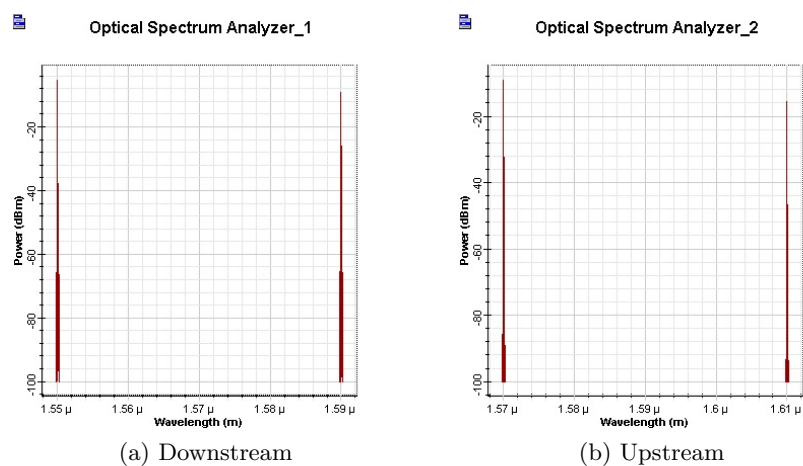 Optical Spectrum Analyzer_1
Power (dBm)
-20
-40
-60
-80
-100
1.55 µ 1.56 µ 1.57 µ 1.58 µ 1.59 µ
Wavelength (m)
(a) Downstream
Optical Spectrum Analyzer_2
Power (dBm)
-20
-40
-60
-80
-100
1.57 µ 1.58 µ 1.59 µ 1.6 µ 1.61 µ
Wavelength (m)
(b) Upstream